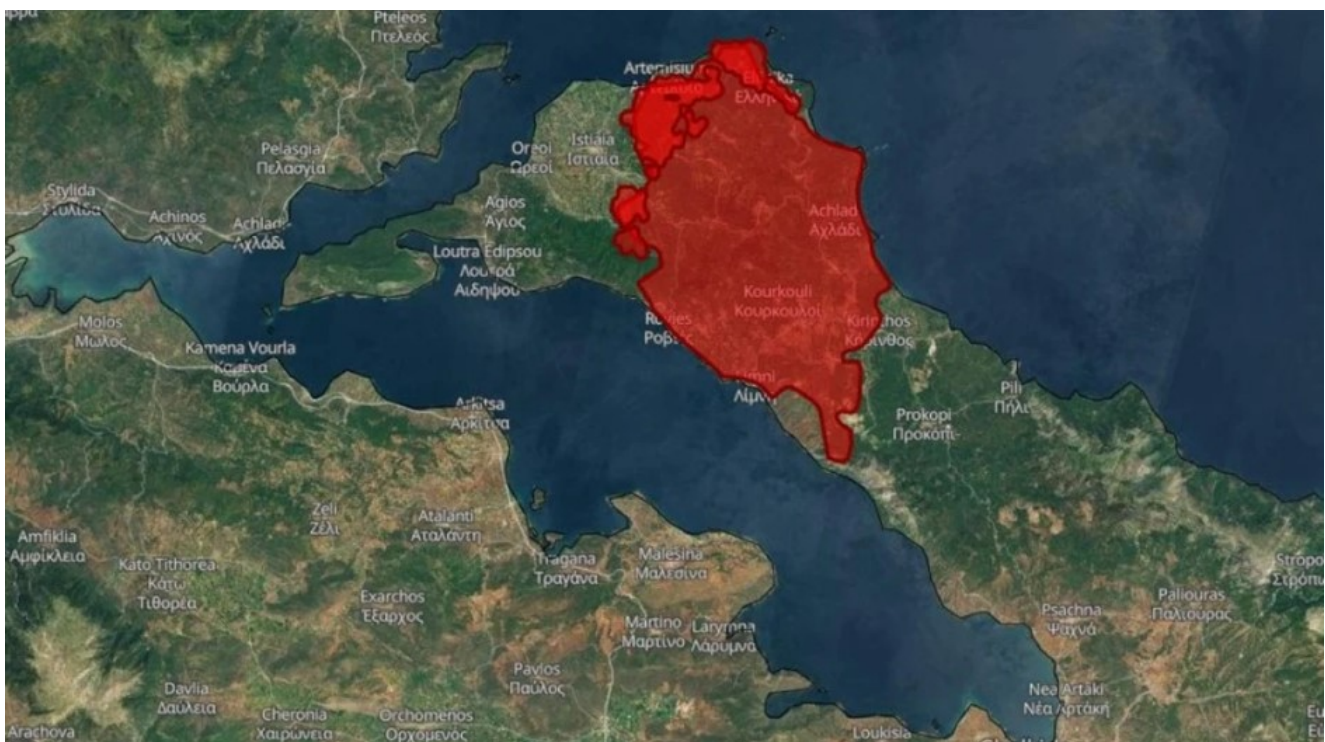 Pteleos
Πτελεός
Artemisiu
Pelasgia
Πελασγία
Oreoi
Ωρεοί
Istiaia
Ιστιαία
Stylida
Στυλίδα
Achinos
Αχινός
Achladi
Αχλάδι
Agios
Άγιος
Achlad
Αχλάδι
Loutra Edipsou
Λουτρά
Αιδηψού
Kourkouli
Κουρκουλοί
Molos
Μώλος
Rovies
Ροβιές
Kirinthos
Κήρινθος
Kamena Vourla
Καμένα
Βούρλα
Limni
Λίμνη
Pili
Πήλι
Arkitsa
Αρκίτσα
Prokopi
Προκόπι
Zeli
Ζέλι
Atalanti
Αταλάντη
Amfiklia
Αμφίκλεια
Kato Tithorea
Κάτω
Τιθορέα
Tragana
Τραγάνα
Malesina
Μαλεσίνα
Stropo
Exarchos
Έξαρχος
Paliouras
Παλιούρας
Psachna
Ψαχνά
Martino
Μαρτίνο
Larymna
Λάρυμνα
Pavlos
Παύλος
Davlia
Δαύλεια
Nea Artaki
Νέα Αρτάκη
Cheronia
Χαιρώνεια
Orchomenos
Ορχομενός
Arachova
Loukisia